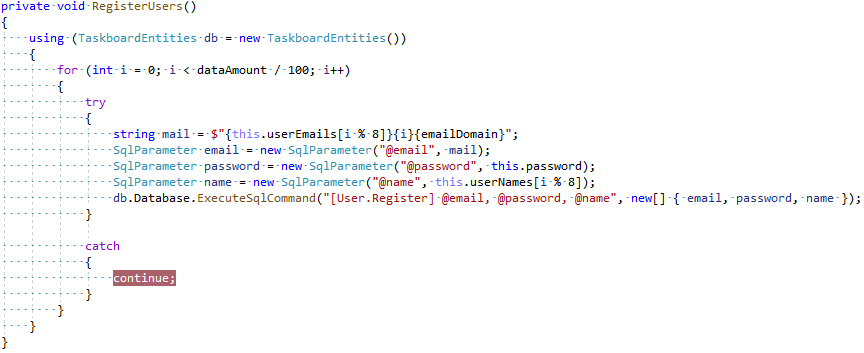 private void RegisterUsers()
{
    using (TaskboardEntities db = new TaskboardEntities())
    {
        for (int i = 0; i < dataAmount / 100; i++)
        {
            try
            {
                string mail = $"{this.userEmails[i % 8]}{i}{emailDomain}";
                SqlParameter email = new SqlParameter("@email", mail);
                SqlParameter password = new SqlParameter("@password", this.password);
                SqlParameter name = new SqlParameter("@name", this.userNames[i % 8]);
                db.Database.ExecuteSqlCommand("[User.Register] @email, @password, @name", new[] { email, password, name });
            }

            catch
            {
                continue;
            }
        }
    }
}